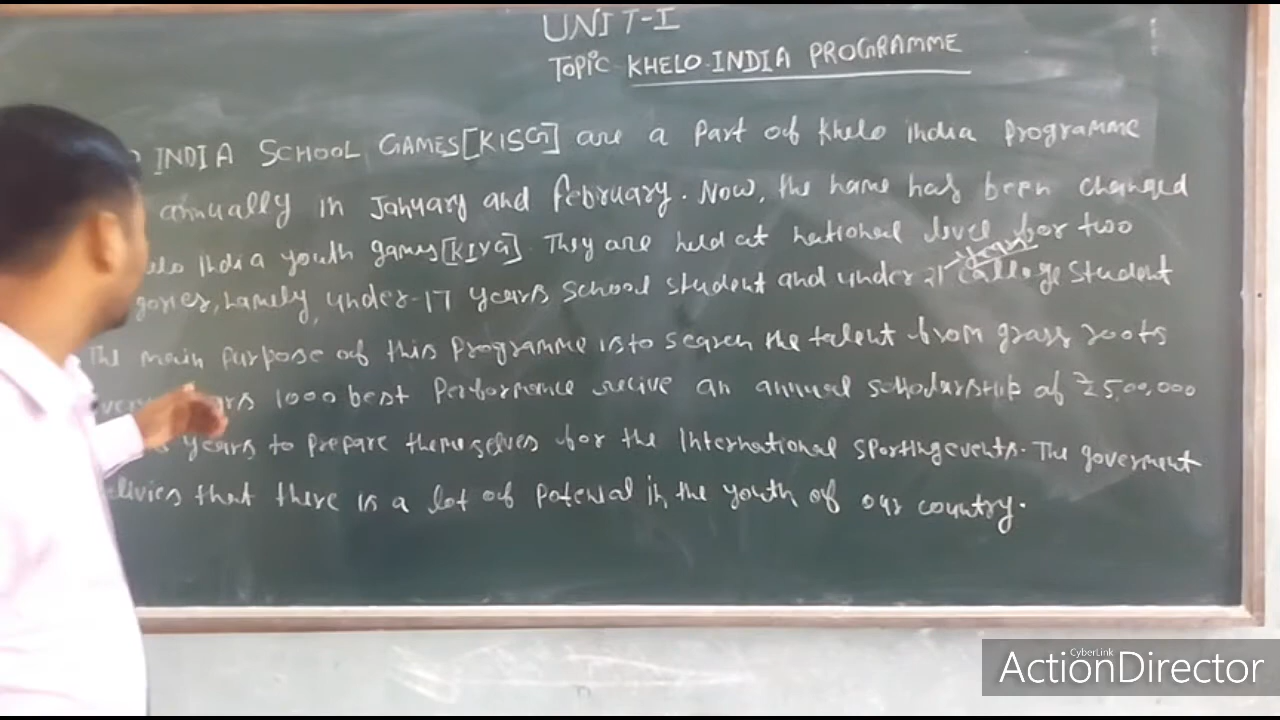 UNIT-I
TOPIC KHELO INDIA PROGRAMME
INDIA SCHOOL GAMES[KISG] are a part of khelo india programme
annually in January and february. Now, the name has been changed
india youth games[KIYG]. They are held at national level for two
gories, namely, under-17 years school student and under 21 years college student
The main purpose of this programme is to search the talent from grass roots
1000 best performance recive an annual scholarship of ₹5,00,000
years to prepare themselves for the International sporting events. The goverment
that there is a lot of potensal in the youth of our country.
CyberLink
ActionDirector